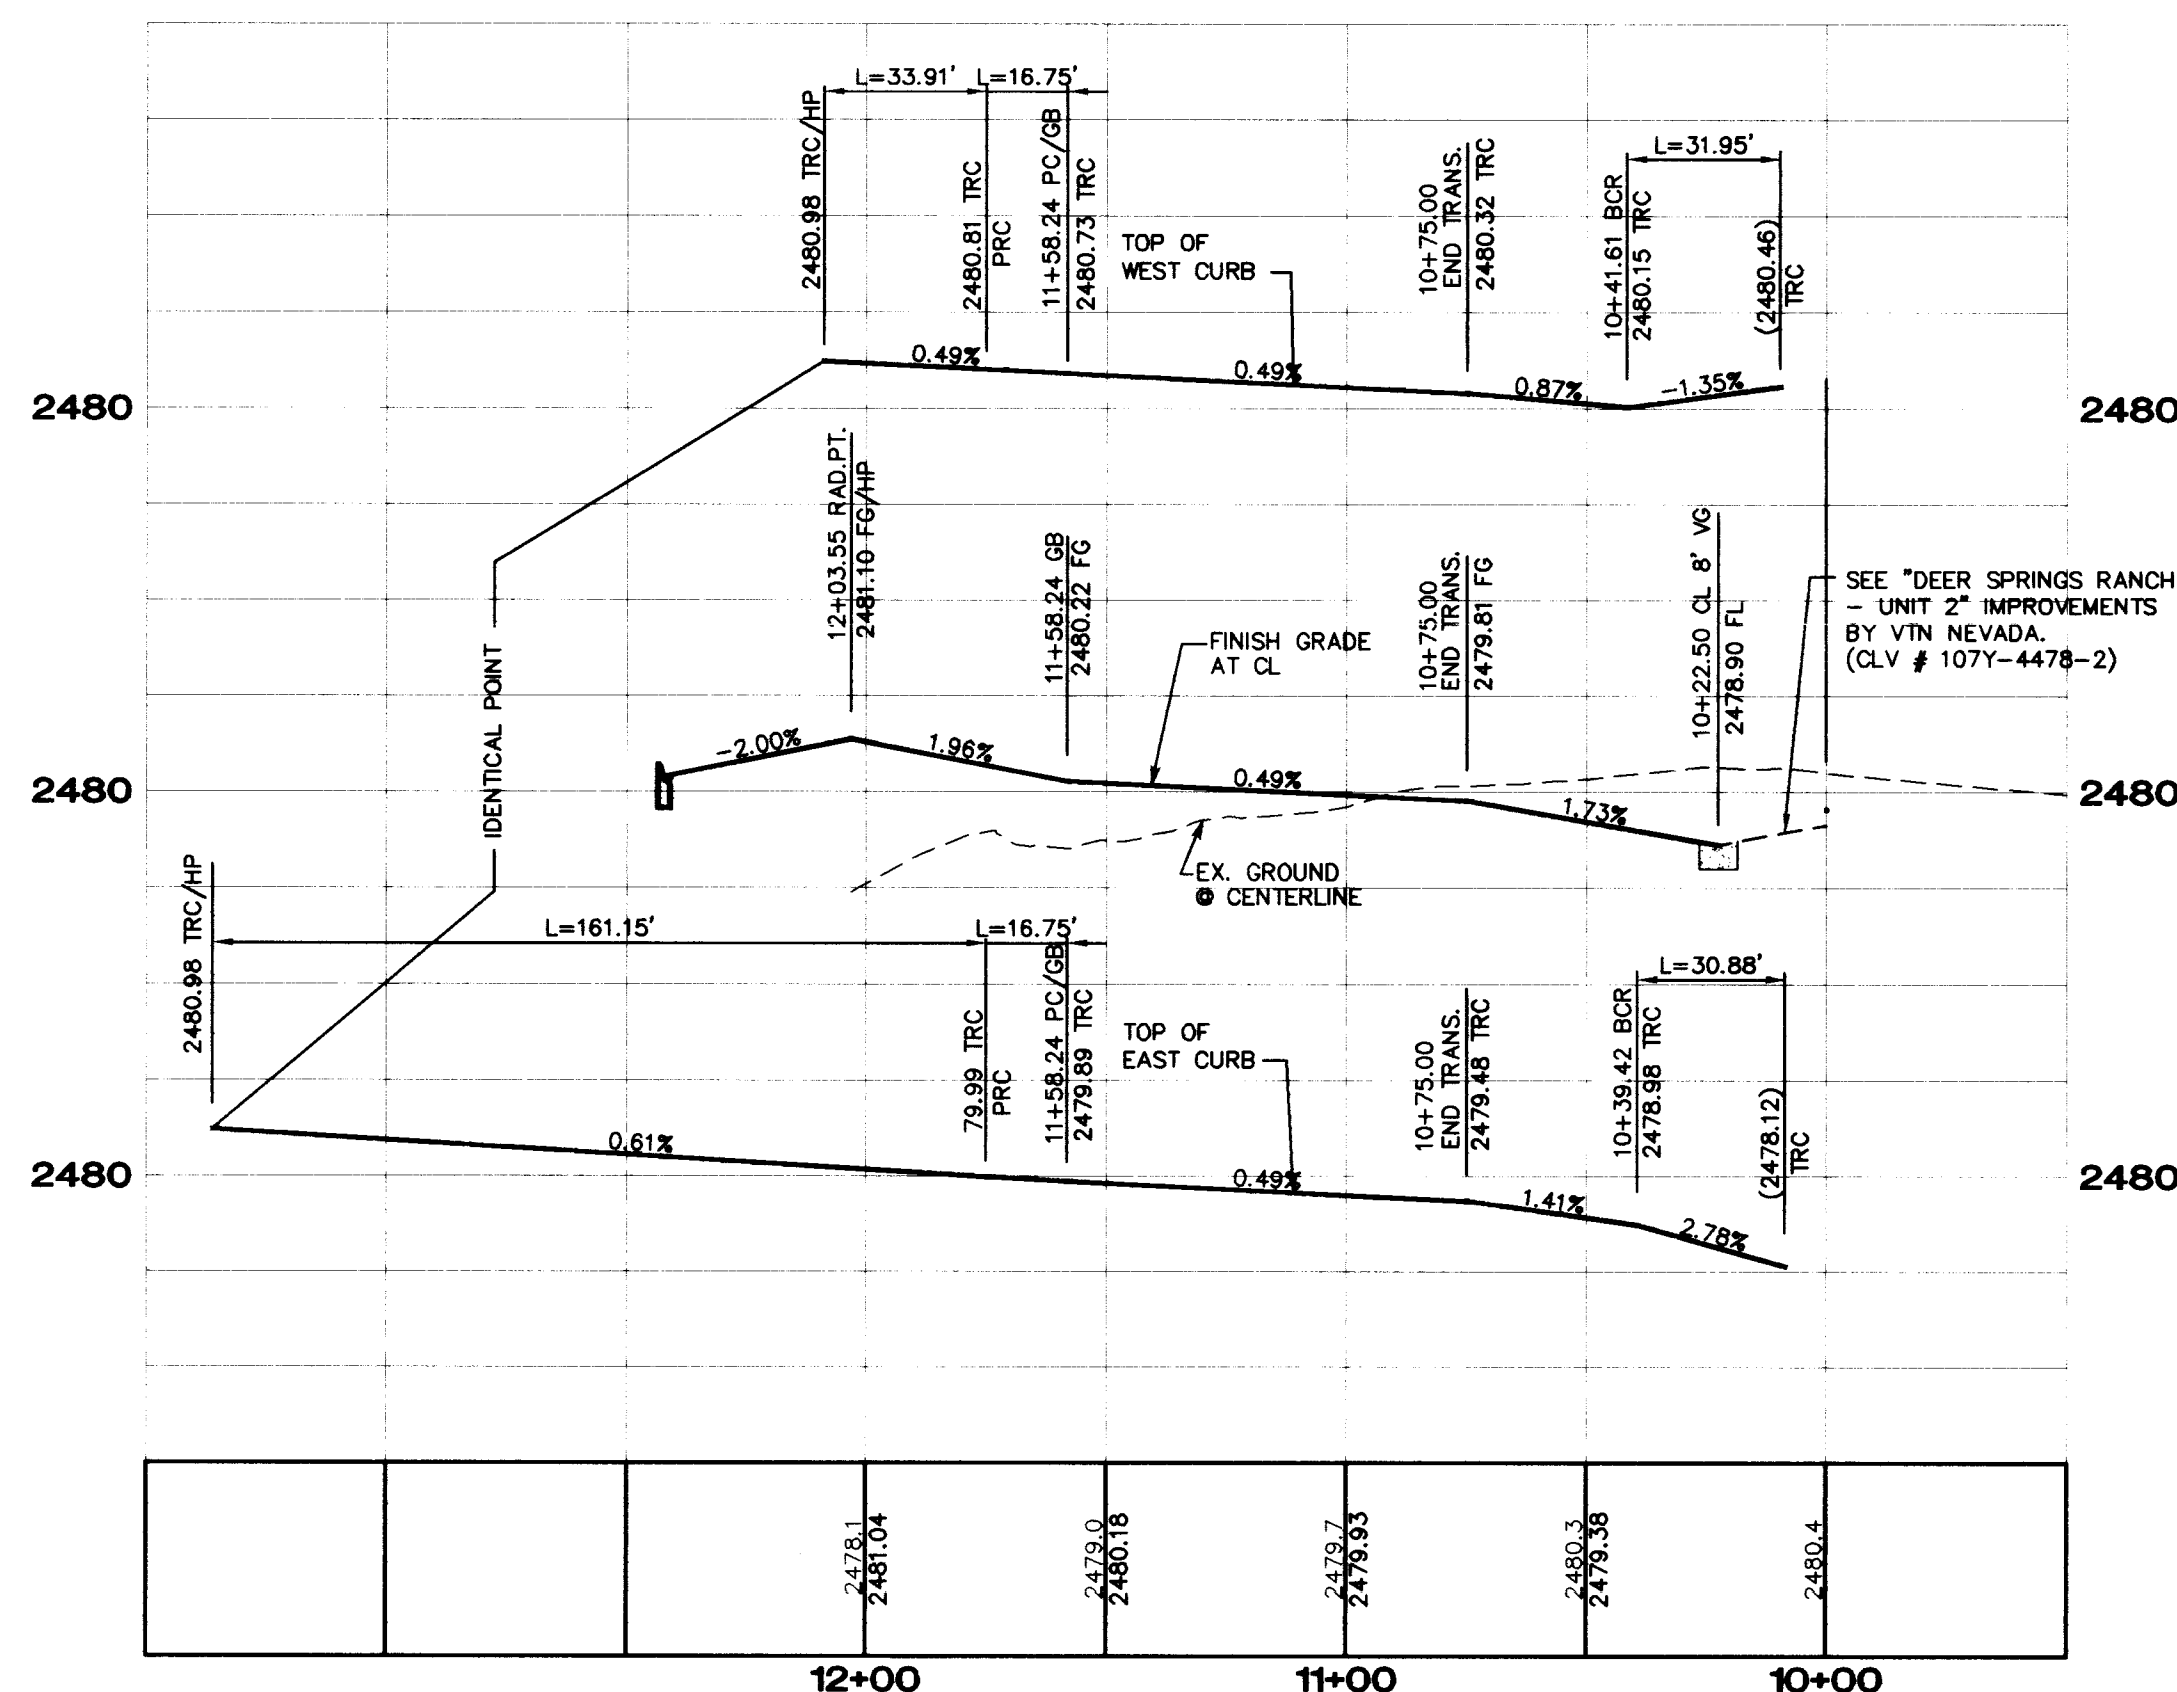 L=33.91' L=16.75'
2480.98 TRC/HP
2480.81 TRC
PRC
11+58.24 PC/GB
2480.73 TRC
TOP OF
WEST CURB
10+75.00
END TRANS.
2480.32 TRC
10+41.61 BCR
2480.15 TRC
L=31.95'
(2480.46)
TRC
0.49%
0.49%
0.87%
-1.35%
2480
2480
12+03.55 RAD.PT.
2481.10 FG/HP
11+58.24 GB
2480.22 FG
FINISH GRADE
AT CL
10+75.00
END TRANS.
2479.81 FG
10+22.50 CL 8' VG
2478.90 FL
SEE "DEER SPRINGS RANCH
- UNIT 2" IMPROVEMENTS
BY VTN NEVADA.
(CLV # 107Y-4478-2)
IDENTICAL POINT
-2.00%
1.96%
0.49%
1.73%
2480
2480
EX. GROUND
@ CENTERLINE
2480.98 TRC/HP
L=161.15'
L=16.75'
79.99 TRC
PRC
11+58.24 PC/GB
2479.89 TRC
TOP OF
EAST CURB
10+75.00
END TRANS.
2479.48 TRC
L=30.88'
10+39.42 BCR
2478.98 TRC
(2478.12)
TRC
0.61%
0.49%
1.41%
2.78%
2480
2480
2478.1
2481.04
2479.0
2480.18
2479.7
2479.93
2480.3
2479.38
2480.4
12+00
11+00
10+00